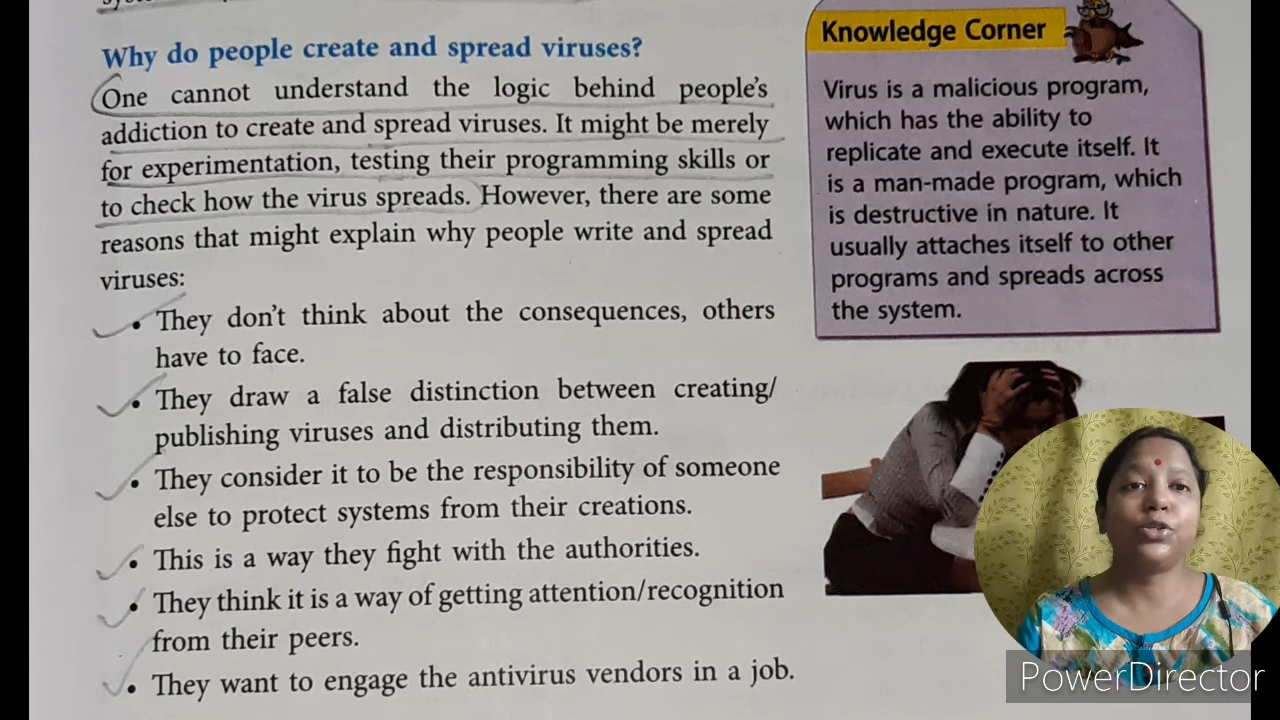 Why do people create and spread viruses?
One cannot understand the logic behind people's
addiction to create and spread viruses. It might be merely
for experimentation, testing their programming skills or
to check how the virus spreads. However, there are some
reasons that might explain why people write and spread
viruses:
• They don't think about the consequences, others
have to face.
• They draw a false distinction between creating/
publishing viruses and distributing them.
• They consider it to be the responsibility of someone
else to protect systems from their creations.
• This is a way they fight with the authorities.
• They think it is a way of getting attention/recognition
from their peers.
• They want to engage the antivirus vendors in a job.
Knowledge Corner
Virus is a malicious program,
which has the ability to
replicate and execute itself. It
is a man-made program, which
is destructive in nature. It
usually attaches itself to other
programs and spreads across
the system.
PowerDirector